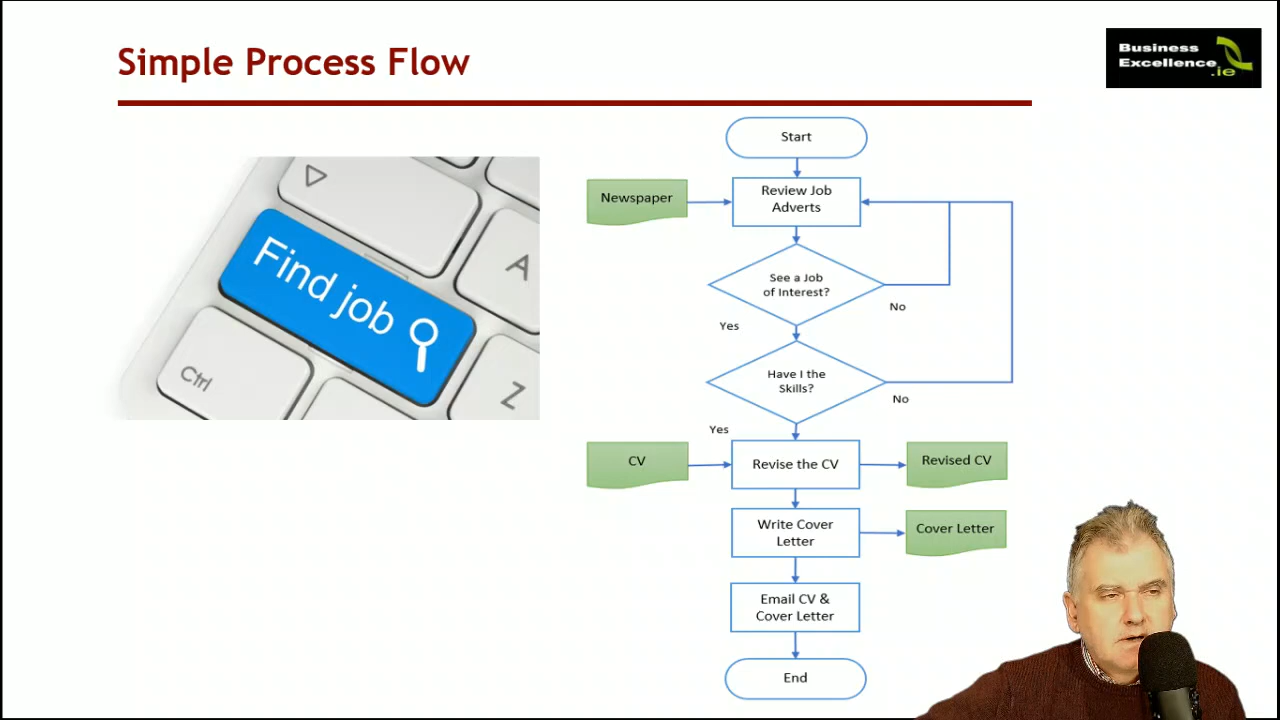 Simple Process Flow
Business
Excellence
.ie
Find job
A
Ctrl
Z
Start
Newspaper
Review Job
Adverts
See a Job
of Interest?
No
Yes
Have I the
Skills?
No
Yes
CV
Revise the CV
Revised CV
Write Cover
Letter
Cover Letter
Email CV &
Cover Letter
End